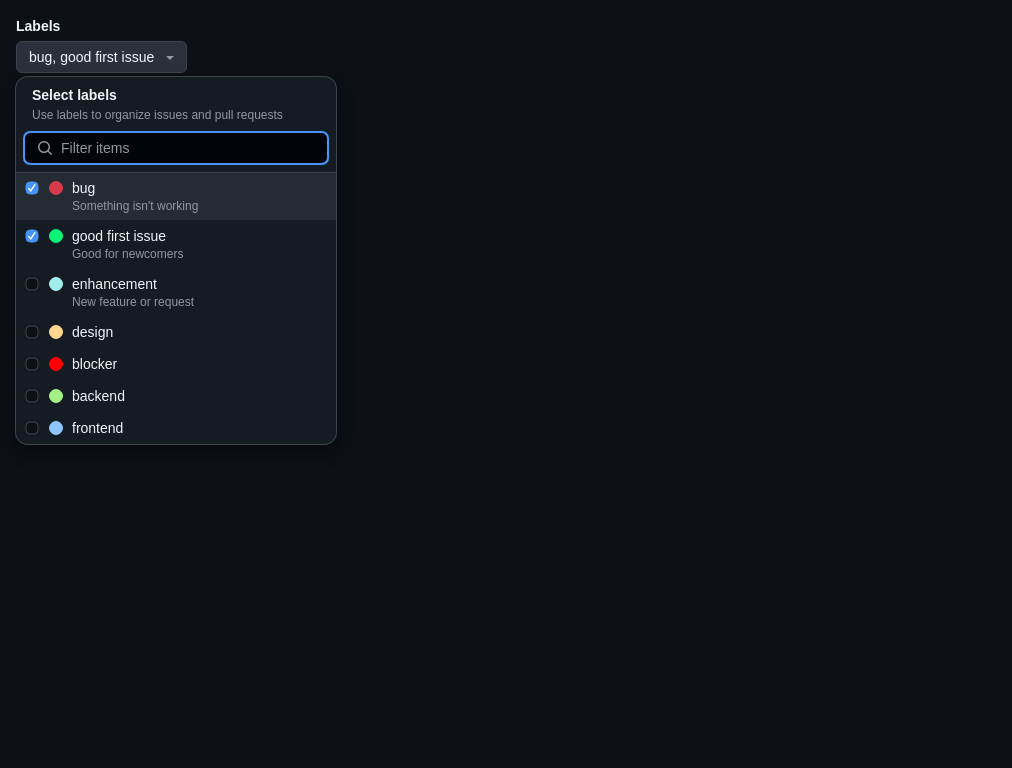 Labels
bug, good first issue
Select labels
Use labels to organize issues and pull requests
Filter items
bug
Something isn't working
good first issue
Good for newcomers
enhancement
New feature or request
design
blocker
backend
frontend